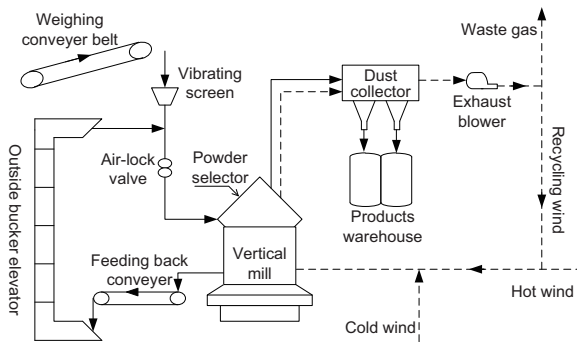 Weighing
conveyer belt
Vibrating
screen
Dust
collector
Waste gas
Exhaust
blower
Outside bucker elevator
Air-lock
valve
Powder
selector
Products
warehouse
Recycling wind
Feeding back
conveyer
Vertical
mill
Hot wind
Cold wind